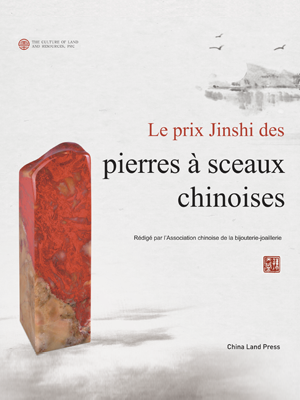 THE CULTURE OF LAND
AND RESOURCES, PRC
Le prix Jinshi des
pierres à sceaux
chinoises
Rédigé par l'Association chinoise de la bijouterie-joaillerie
China Land Press